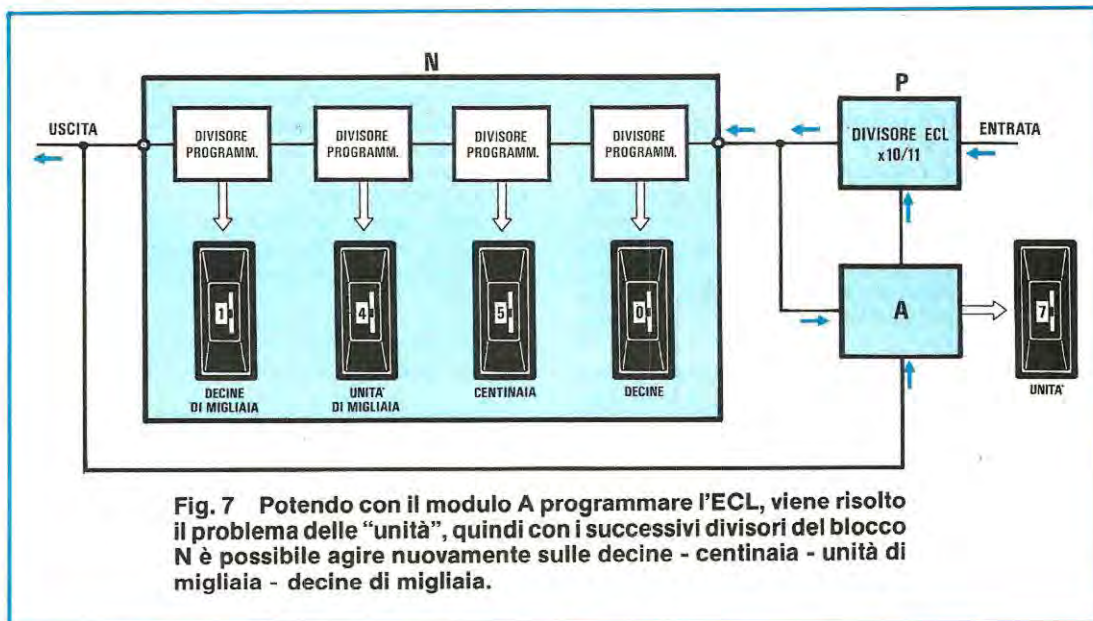 N
P
USCITA
DIVISORE
PROGRAMM.
DIVISORE
PROGRAMM.
DIVISORE
PROGRAMM.
DIVISORE
PROGRAMM.
DIVISORE ECL
x10/11
ENTRATA
A
1
4
5
0
7
DECINE
DI MIGLIAIA
UNITA'
DI MIGLIAIA
CENTINAIA
DECINE
UNITA'
Fig. 7 Potendo con il modulo A programmare l'ECL, viene risolto
il problema delle “unità”, quindi con i successivi divisori del blocco
N è possibile agire nuovamente sulle decine - centinaia - unità di
migliaia - decine di migliaia.